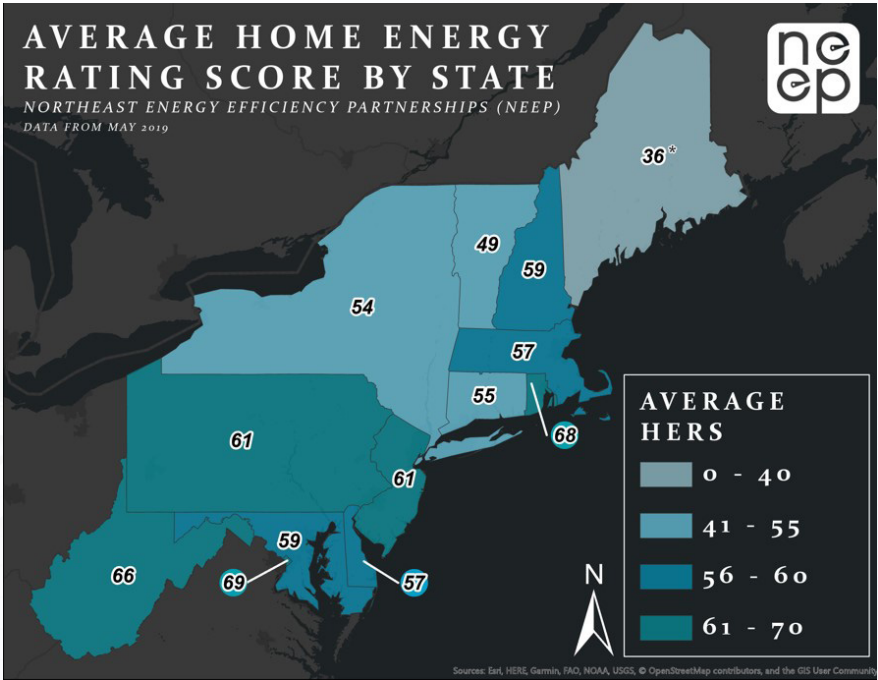 AVERAGE HOME ENERGY
RATING SCORE BY STATE
NORTHEAST ENERGY EFFICIENCY PARTNERSHIPS (NEEP)
DATA FROM MAY 2019
ne
ep
36*
49
59
54
57
55
68
61
61
59
66
69
57
AVERAGE
HERS
0 - 40
41 - 55
56 - 60
61 - 70
N
Sources: Esri, HERE, Garmin, FAO, NOAA, USGS, © OpenStreetMap contributors, and the GIS User Community